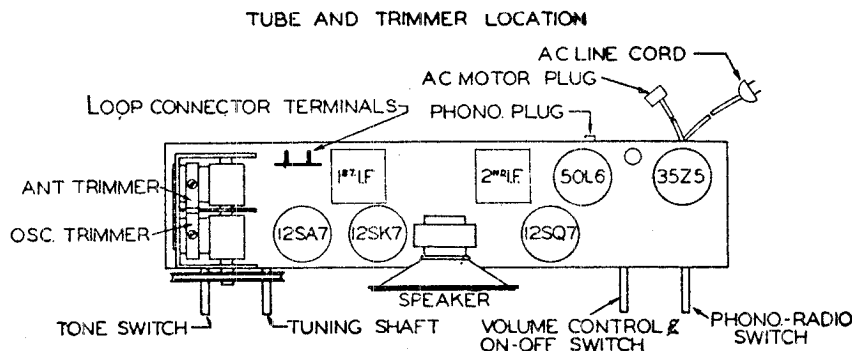 TUBE AND TRIMMER LOCATION
AC LINE CORD
AC MOTOR PLUG
LOOP CONNECTOR TERMINALS
PHONO. PLUG
1ST. I.F.
2ND. I.F.
50L6
35Z5
ANT TRIMMER
OSC. TRIMMER
12SA7
12SK7
12SQ7
SPEAKER
TONE SWITCH
TUNING SHAFT
VOLUME CONTROL &
ON-OFF SWITCH
PHONO.-RADIO
SWITCH